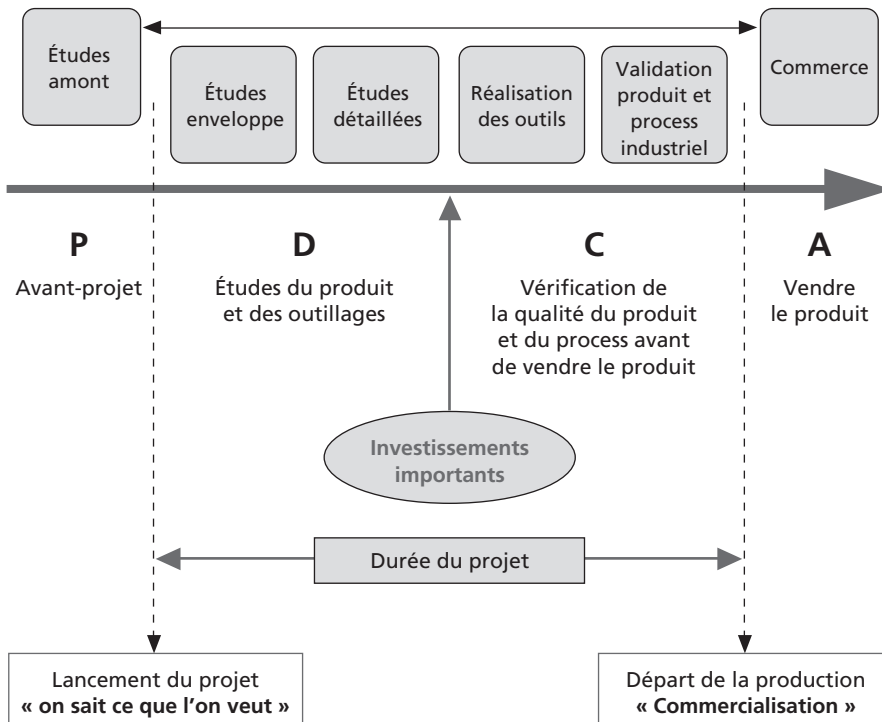 Études
amont
Études
enveloppe
Études
détaillées
Réalisation
des outils
Validation
produit et
process
industriel
Commerce
P
Avant-projet
D
Études du produit
et des outillages
C
Vérification de
la qualité du produit
et du process avant
de vendre le produit
A
Vendre
le produit
Investissements
importants
Durée du projet
Lancement du projet
« on sait ce que l'on veut »
Départ de la production
« Commercialisation »